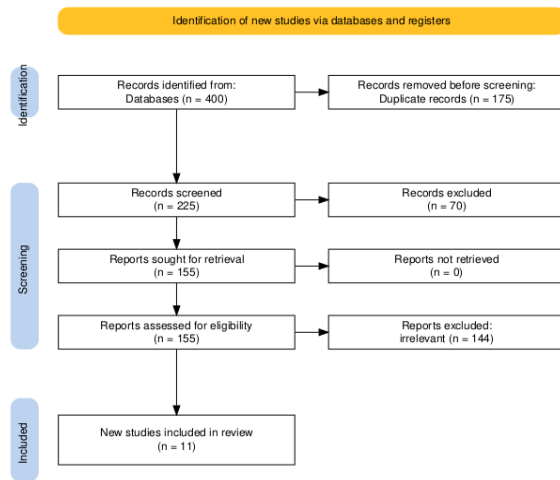 Identification of new studies via databases and registers
Identification
Records identified from:
Databases (n = 400)
Records removed before screening:
Duplicate records (n = 175)
Screening
Records screened
(n = 225)
Records excluded
(n = 70)
Reports sought for retrieval
(n = 155)
Reports not retrieved
(n = 0)
Reports assessed for eligibility
(n = 155)
Reports excluded:
irrelevant (n = 144)
Included
New studies included in review
(n = 11)